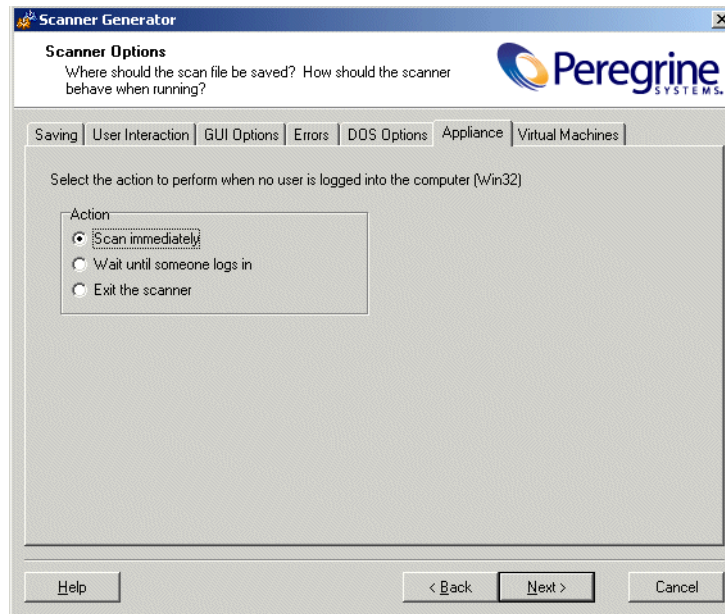 Scanner Generator
Scanner Options
Where should the scan file be saved? How should the scanner
behave when running?
Peregrine
SYSTEMS.
Saving
User Interaction
GUI Options
Errors
DOS Options
Appliance
Virtual Machines
Select the action to perform when no user is logged into the computer (Win32)
Action
Scan immediately
Wait until someone logs in
Exit the scanner
Help
< Back
Next >
Cancel